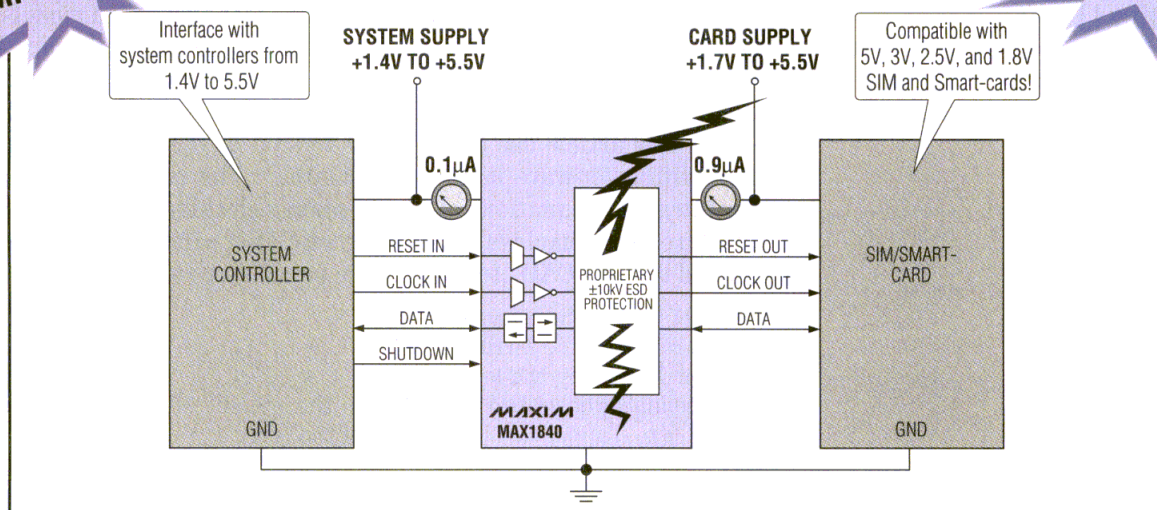 Interface with
system controllers from
1.4V to 5.5V
SYSTEM SUPPLY
+1.4V TO +5.5V
CARD SUPPLY
+1.7V TO +5.5V
Compatible with
5V, 3V, 2.5V, and 1.8V
SIM and Smart-cards!
0.1µA
0.9µA
SYSTEM
CONTROLLER
GND
RESET IN
CLOCK IN
DATA
SHUTDOWN
PROPRIETARY
±10kV ESD
PROTECTION
MAXIM
MAX1840
RESET OUT
CLOCK OUT
DATA
SIM/SMART-
CARD
GND